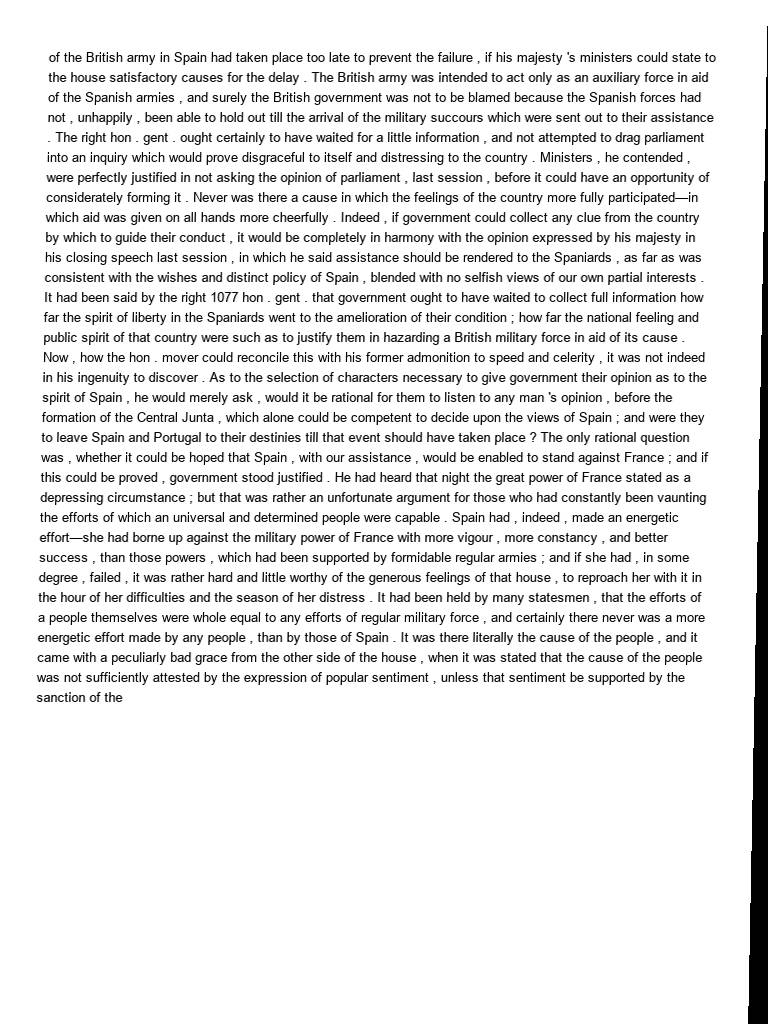 of the British army in Spain had taken place too late to prevent the failure , if his majesty 's ministers could state to
the house satisfactory causes for the delay . The British army was intended to act only as an auxiliary force in aid
of the Spanish armies , and surely the British government was not to be blamed because the Spanish forces had
not , unhappily , been able to hold out till the arrival of the military succours which were sent out to their assistance
. The right hon . gent . ought certainly to have waited for a little information , and not attempted to drag parliament
into an inquiry which would prove disgraceful to itself and distressing to the country . Ministers , he contended ,
were perfectly justified in not asking the opinion of parliament , last session , before it could have an opportunity of
considerately forming it . Never was there a cause in which the feelings of the country more fully participated—in
which aid was given on all hands more cheerfully . Indeed , if government could collect any clue from the country
by which to guide their conduct , it would be completely in harmony with the opinion expressed by his majesty in
his closing speech last session , in which he said assistance should be rendered to the Spaniards , as far as was
consistent with the wishes and distinct policy of Spain , blended with no selfish views of our own partial interests .
It had been said by the right 1077 hon . gent . that government ought to have waited to collect full information how
far the spirit of liberty in the Spaniards went to the amelioration of their condition ; how far the national feeling and
public spirit of that country were such as to justify them in hazarding a British military force in aid of its cause .
Now , how the hon . mover could reconcile this with his former admonition to speed and celerity , it was not indeed
in his ingenuity to discover . As to the selection of characters necessary to give government their opinion as to the
spirit of Spain , he would merely ask , would it be rational for them to listen to any man 's opinion , before the
formation of the Central Junta , which alone could be competent to decide upon the views of Spain ; and were they
to leave Spain and Portugal to their destinies till that event should have taken place ? The only rational question
was , whether it could be hoped that Spain , with our assistance , would be enabled to stand against France ; and if
this could be proved , government stood justified . He had heard that night the great power of France stated as a
depressing circumstance ; but that was rather an unfortunate argument for those who had constantly been vaunting
the efforts of which an universal and determined people were capable . Spain had , indeed , made an energetic
effort—she had borne up against the military power of France with more vigour , more constancy , and better
success , than those powers , which had been supported by formidable regular armies ; and if she had , in some
degree , failed , it was rather hard and little worthy of the generous feelings of that house , to reproach her with it in
the hour of her difficulties and the season of her distress . It had been held by many statesmen , that the efforts of
a people themselves were whole equal to any efforts of regular military force , and certainly there never was a more
energetic effort made by any people , than by those of Spain . It was there literally the cause of the people , and it
came with a peculiarly bad grace from the other side of the house , when it was stated that the cause of the people
was not sufficiently attested by the expression of popular sentiment , unless that sentiment be supported by the
sanction of the